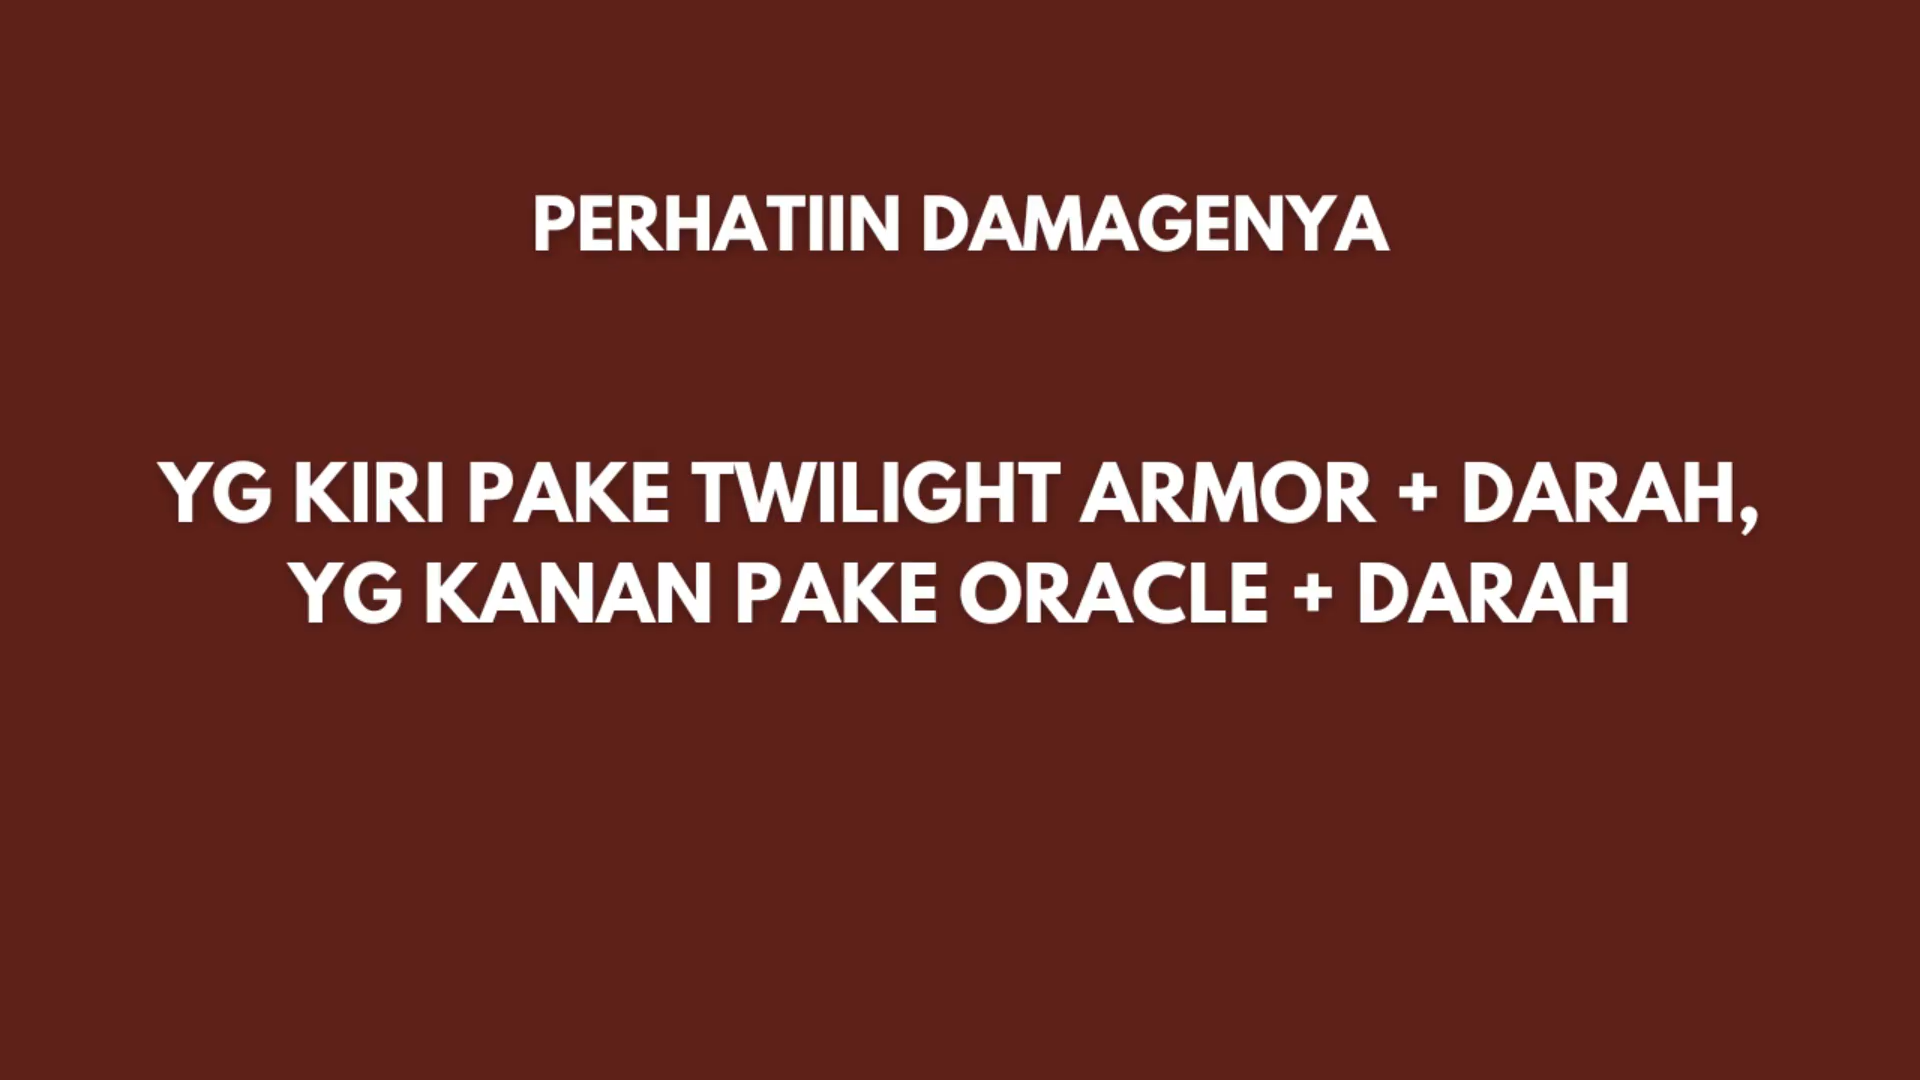 PERHATIIN DAMAGENYA
YG KIRI PAKE TWILIGHT ARMOR + DARAH,
YG KANAN PAKE ORACLE + DARAH